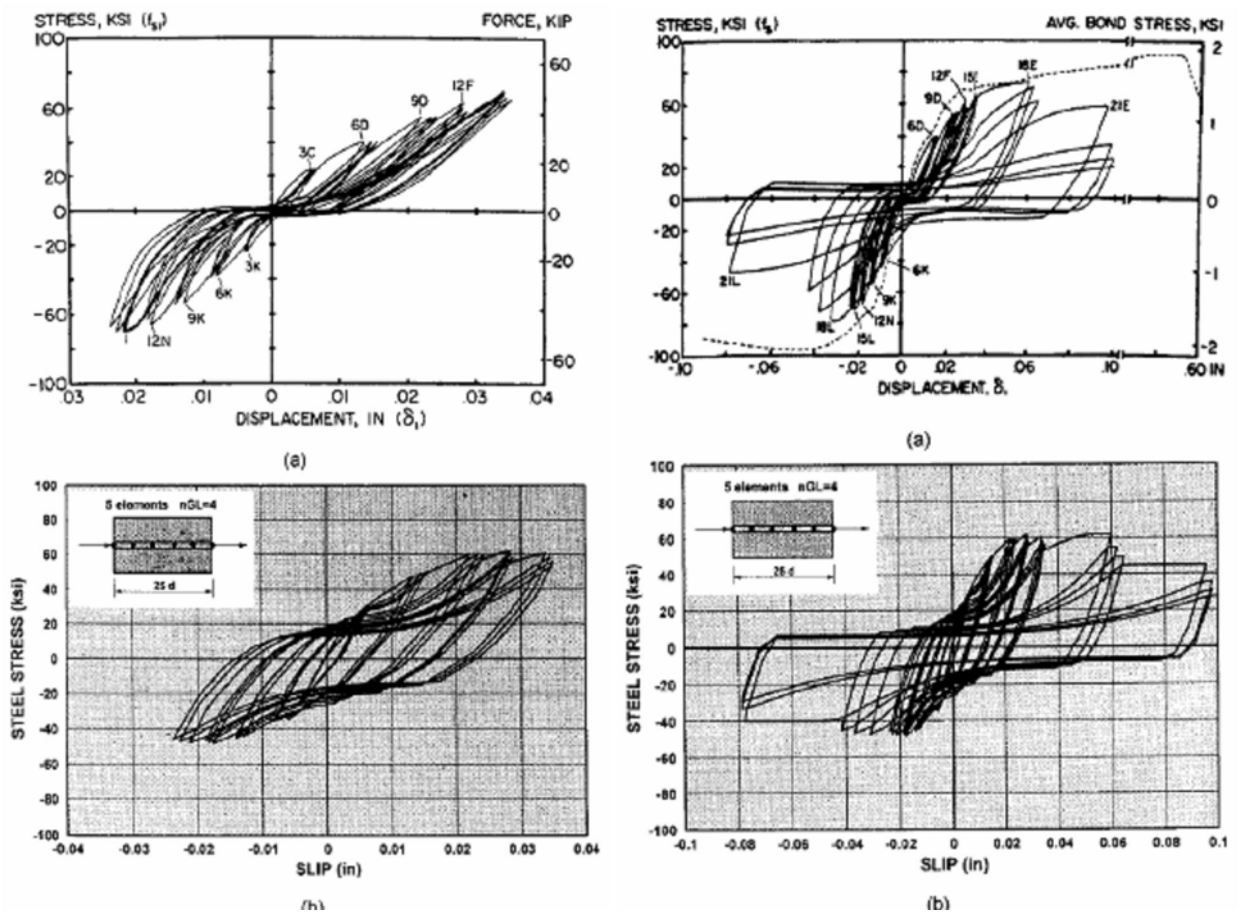 STRESS, KSI (fs1) FORCE, KIP
100
60
20
0
-20
-60
-100
60
20
0
-20
-60
3C
6D
9D
12F
3K
6K
9K
12N
.03 .02 .01 0 .01 .02 .03 .04
DISPLACEMENT, IN (δ1)
(a)
STRESS, KSI (fs) AVG. BOND STRESS, KSI
100
80
60
40
20
0
-20
-40
-60
-80
-100
2
1
0
-1
-2
18E
12F 15E
9D
6D
21E
6K
9K
12N
15L
18L
21L
-.10 -.06 -.02 0 .02 .06 .10 .60 IN
DISPLACEMENT, δ
(a)
100
80
60
40
20
0
-20
-40
-60
-80
-100
STEEL STRESS (ksi)
5 elements nGL=4
25 d
-0.04 -0.03 -0.02 -0.01 0 0.01 0.02 0.03 0.04
SLIP (in)
(b)
100
80
60
40
20
0
-20
-40
-60
-80
-100
STEEL STRESS (ksi)
5 elements nGL=4
25 d
-0.1 -0.08 -0.06 -0.04 -0.02 0 0.02 0.04 0.06 0.08 0.1
SLIP (in)
(b)